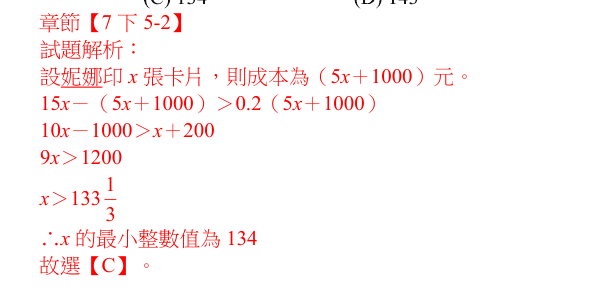 (C) 134 (D) 145
章節【7 下 5-2】
試題解析：
設妮娜印 x 張卡片，則成本為（5x＋1000）元。
15x－（5x＋1000）＞0.2（5x＋1000）
10x－1000＞x＋200
9x＞1200
x＞133 1/3
∴x 的最小整數值為 134
故選【C】。